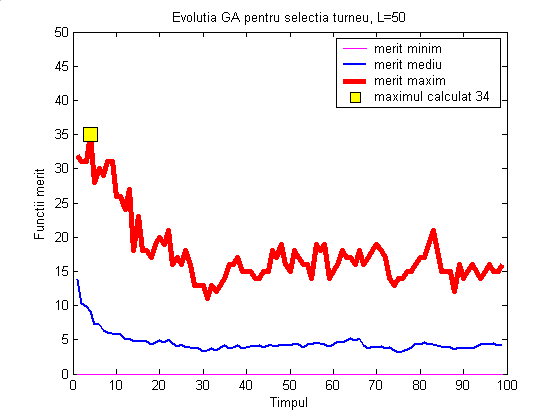 Evolutia GA pentru selectia turneu, L=50
50
45
40
35
30
25
20
15
10
5
0
Functii merit
merit minim
merit mediu
merit maxim
maximul calculat 34
0 10 20 30 40 50 60 70 80 90 100
Timpul